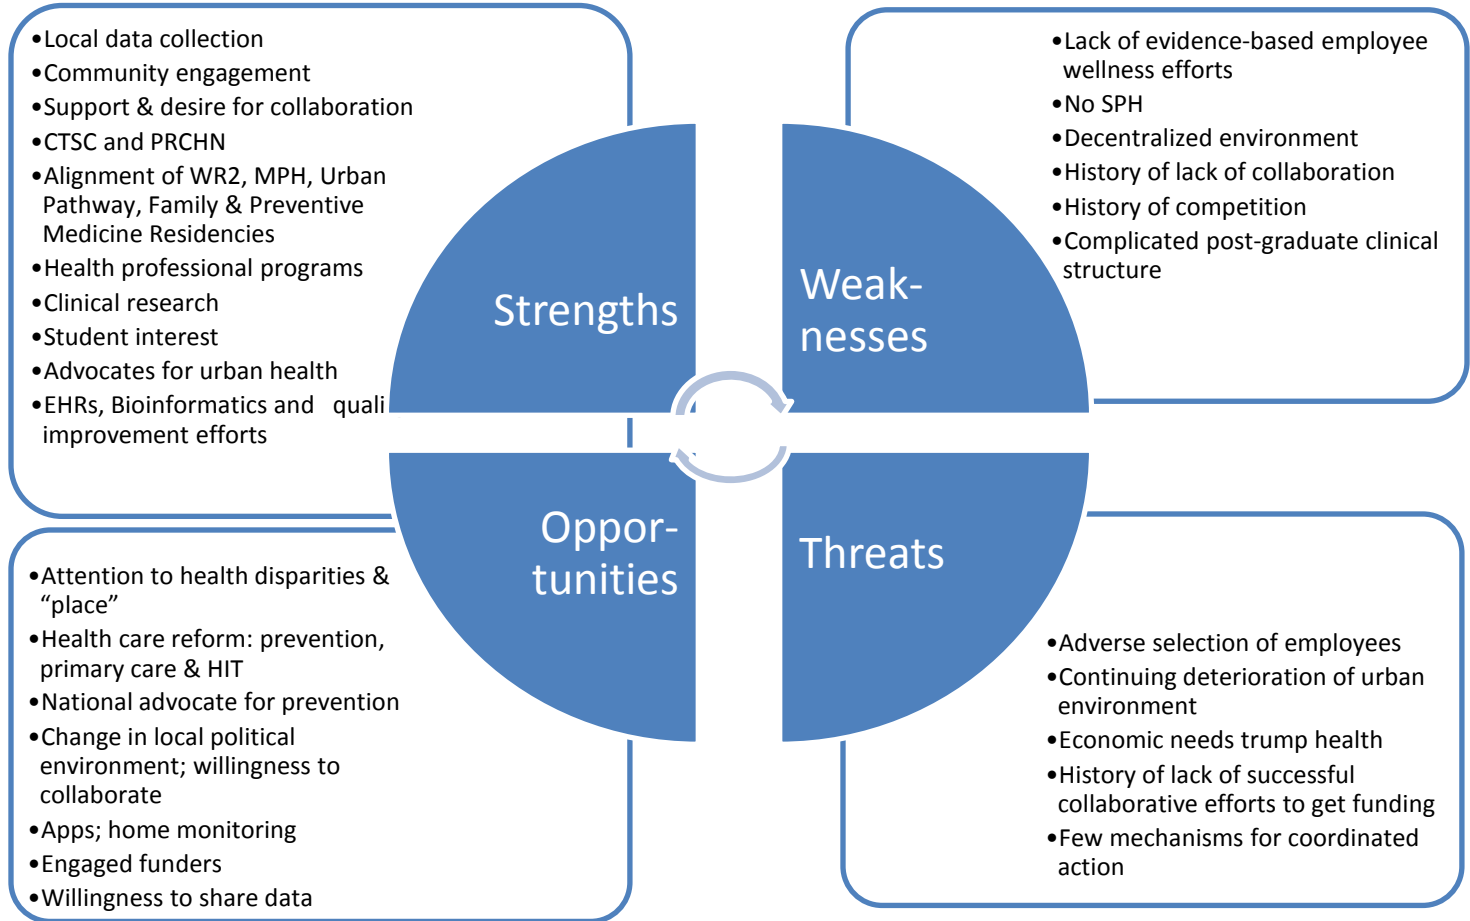 •Local data collection
•Community engagement
•Support & desire for collaboration
•CTSC and PRCHN
•Alignment of WR2, MPH, Urban
Pathway, Family & Preventive
Medicine Residencies
•Health professional programs
•Clinical research
•Student interest
•Advocates for urban health
•EHRs, Bioinformatics and quali
improvement efforts
Strengths
•Lack of evidence-based employee
wellness efforts
•No SPH
•Decentralized environment
•History of lack of collaboration
•History of competition
•Complicated post-graduate clinical
structure
Weak-
nesses
•Attention to health disparities &
“place”
•Health care reform: prevention,
primary care & HIT
•National advocate for prevention
•Change in local political
environment; willingness to
collaborate
•Apps; home monitoring
•Engaged funders
•Willingness to share data
Oppor-
tunities
Threats
•Adverse selection of employees
•Continuing deterioration of urban
environment
•Economic needs trump health
•History of lack of successful
collaborative efforts to get funding
•Few mechanisms for coordinated
action